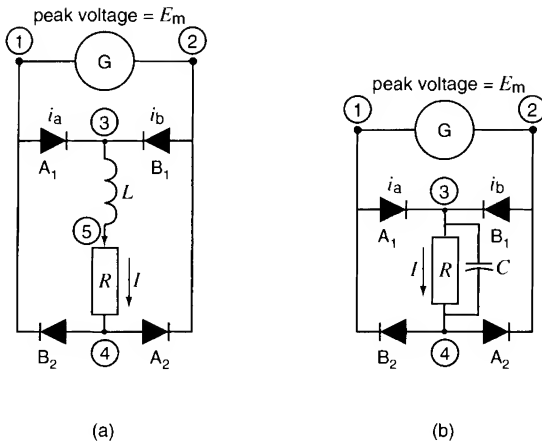 peak voltage = Em
1
2
G
3
ia
ib
A1
B1
L
5
R
I
B2
4
A2
(a)
peak voltage = Em
1
2
G
3
ia
ib
A1
B1
I
R
C
B2
4
A2
(b)